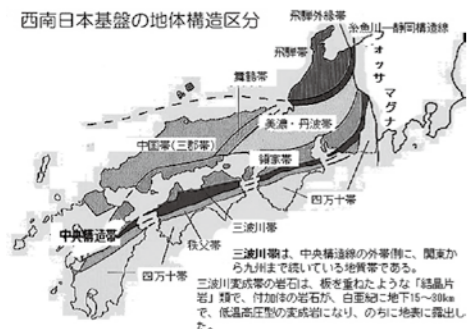 西南日本基盤の地体構造区分
飛騨外縁帯
糸魚川―静岡構造線
飛騨帯
フォッサマグナ
舞鶴帯
美濃・丹波帯
中国帯(三郡帯)
領家帯
三波川帯
中央構造帯
秩父帯
四万十帯
四万十帯
三波川帯は、中央構造線の外帯側に、関東か
ら九州まで続いている地質帯である。
三波川変成帯の岩石は、板を重ねたような「結晶片
岩」類で、付加体の岩石が、白亜紀に地下15~30km
で、低温高圧型の変成岩になり、のちに地表に露出し
た。